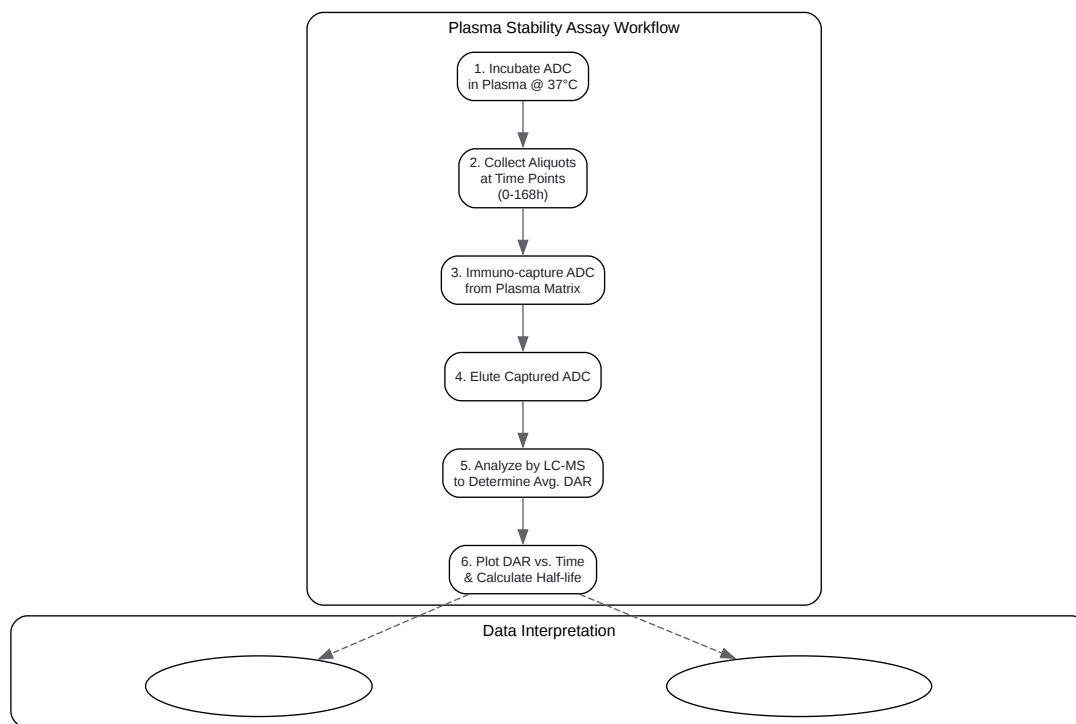 Plasma Stability Assay Workflow
1. Incubate ADC
in Plasma @ 37°C
2. Collect Aliquots
at Time Points
(0-168h)
3. Immuno-capture ADC
from Plasma Matrix
4. Elute Captured ADC
5. Analyze by LC-MS
to Determine Avg. DAR
6. Plot DAR vs. Time
& Calculate Half-life
Data Interpretation